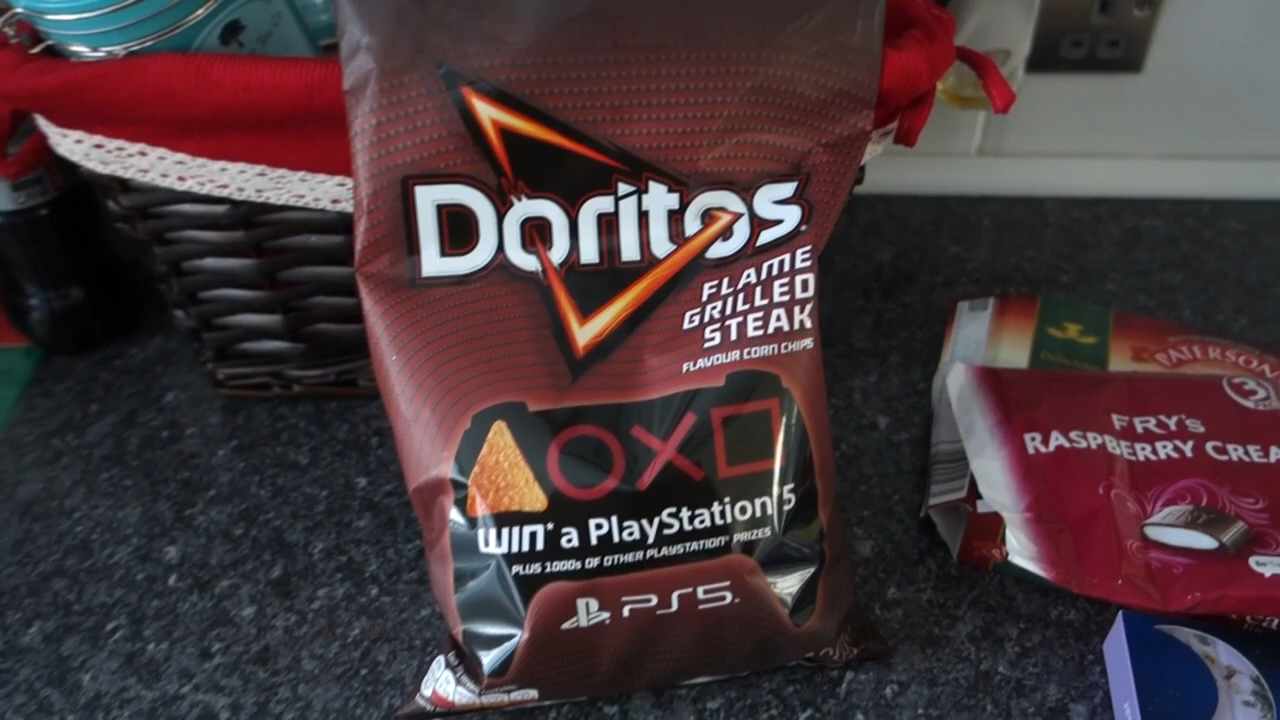 Doritos
FLAME
GRILLED
STEAK
FLAVOUR CORN CHIPS
WIN* a PlayStation®5
PLUS 1000s OF OTHER PLAYSTATION® PRIZES
PS5
PATERSON
3
FRY's
RASPBERRY CREA